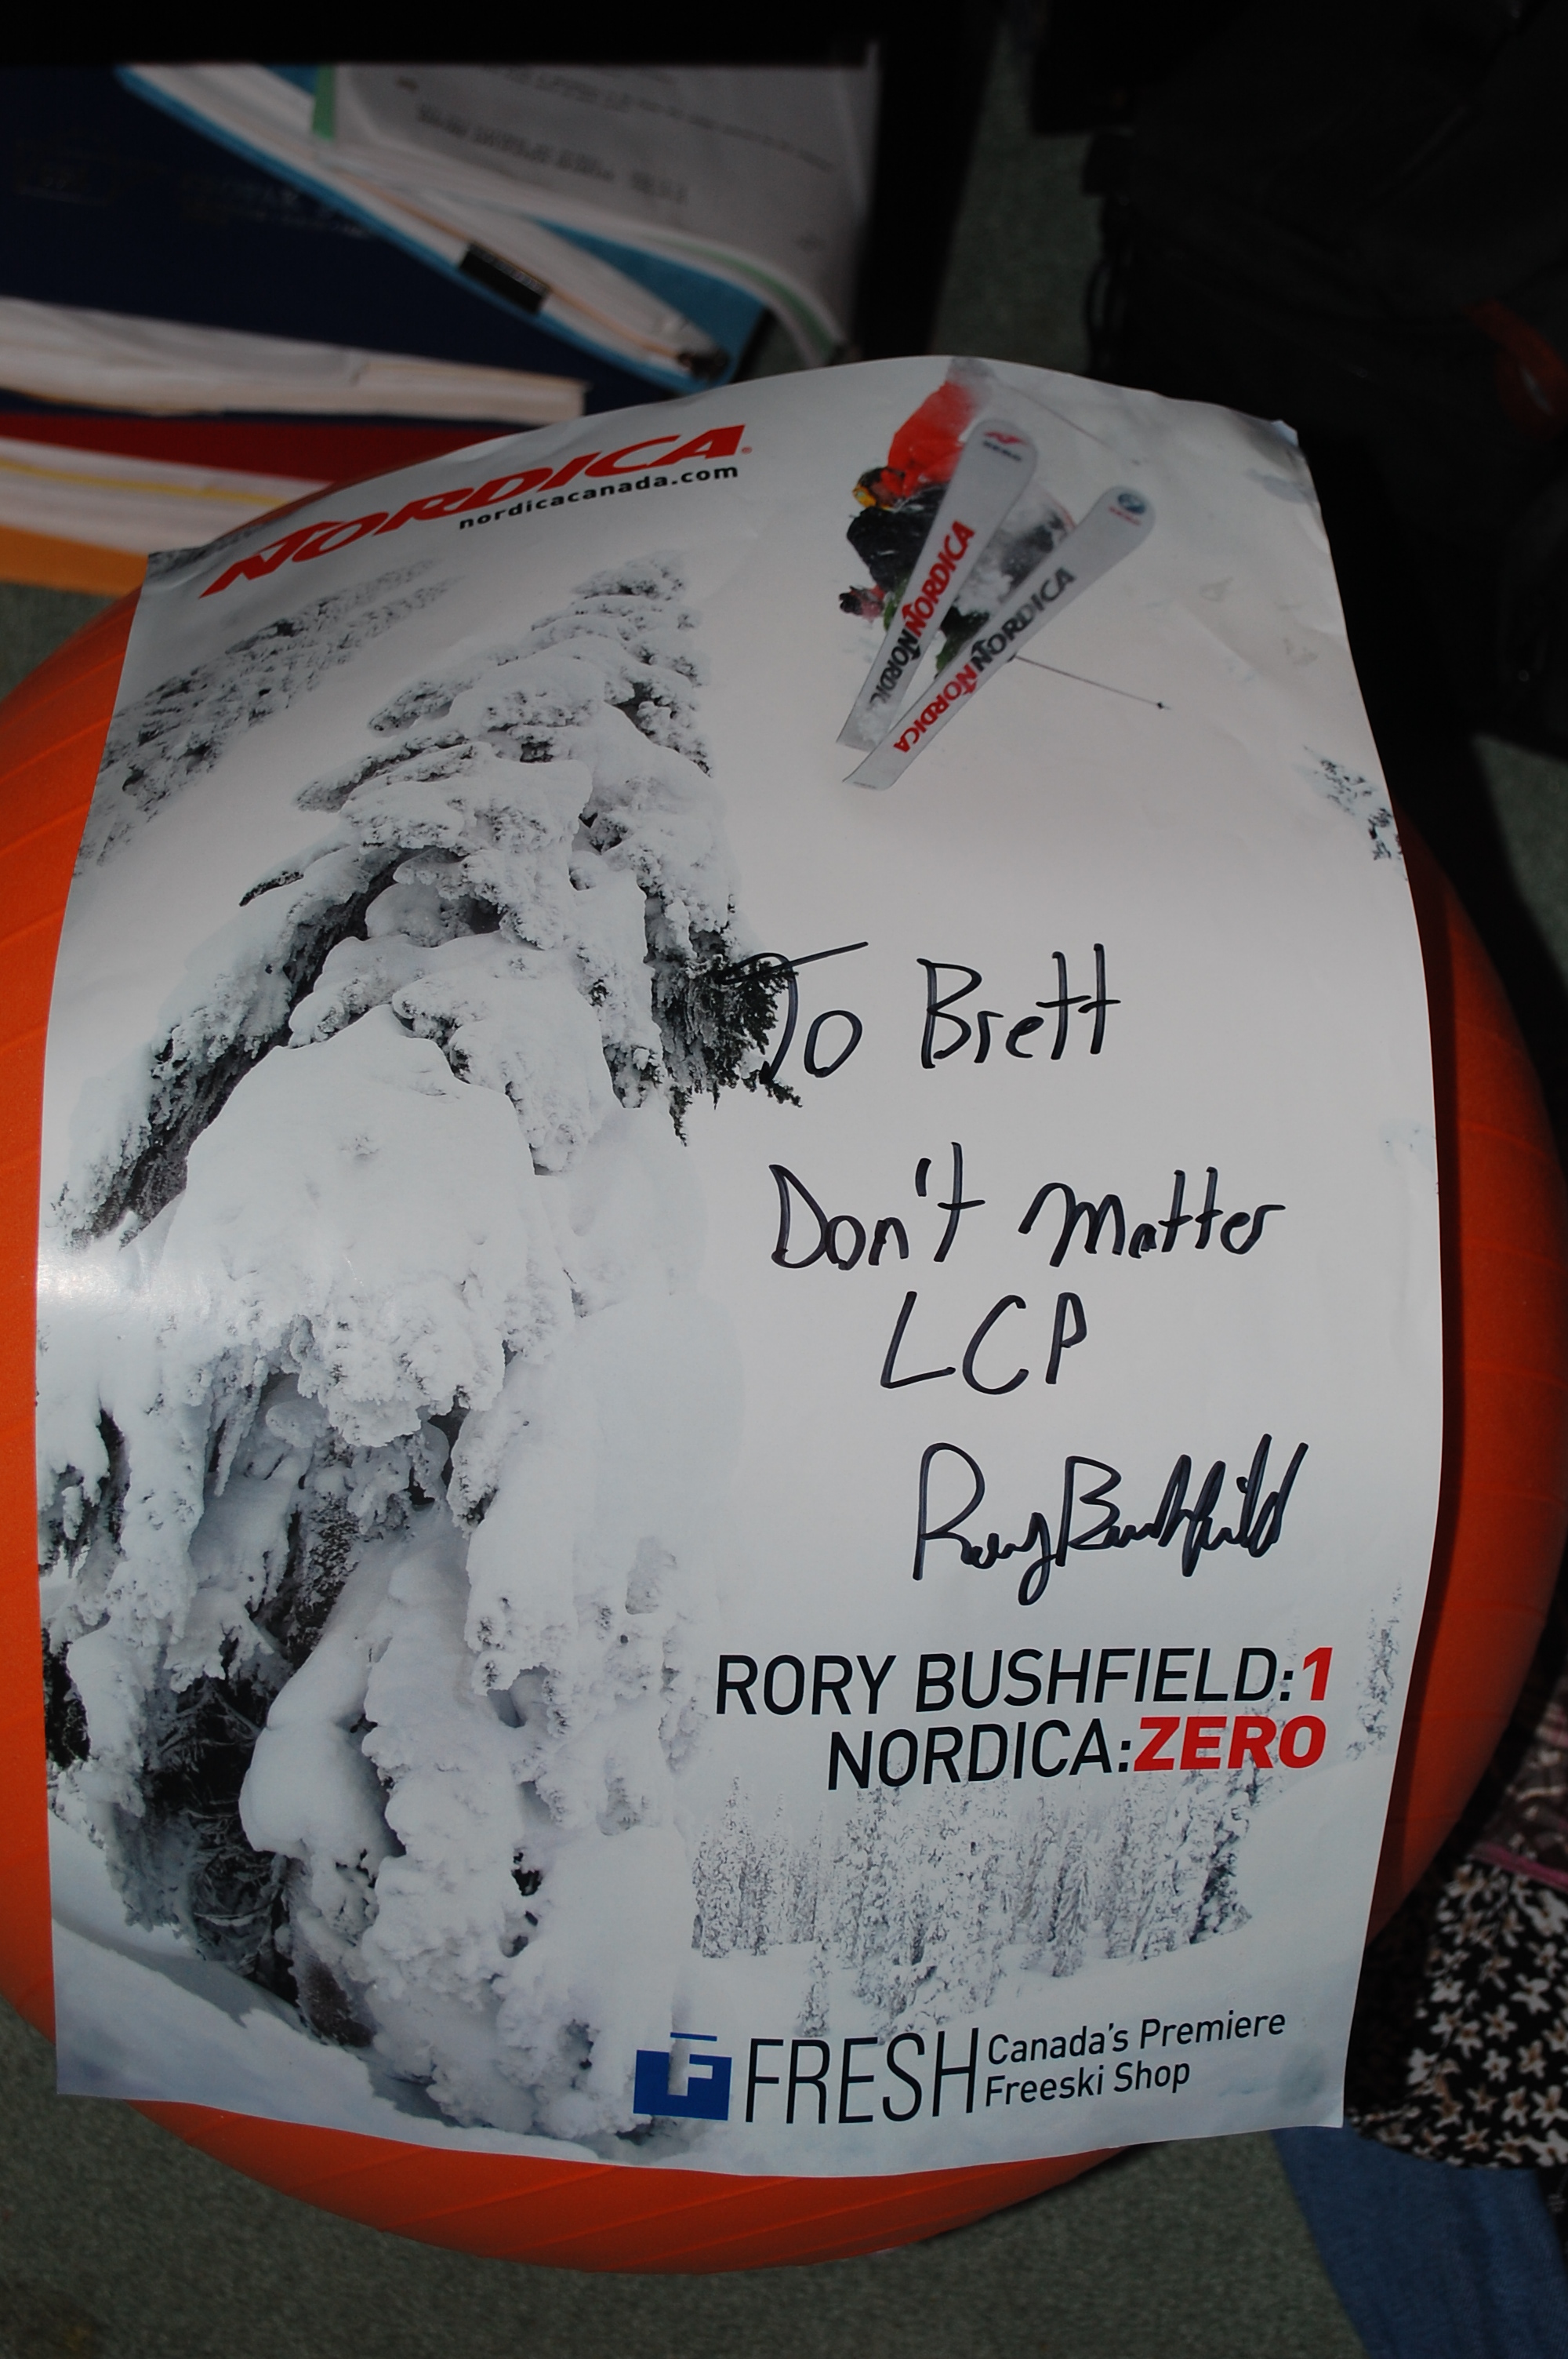 NORDICA
nordicacanada.com
NORDICA NORDIC
NORDICA NORDICA
To Brett
Don't Matter
LCP
Rory Bushfield
RORY BUSHFIELD:1
NORDICA:ZERO
F FRESH Canada's Premiere
Freeski Shop